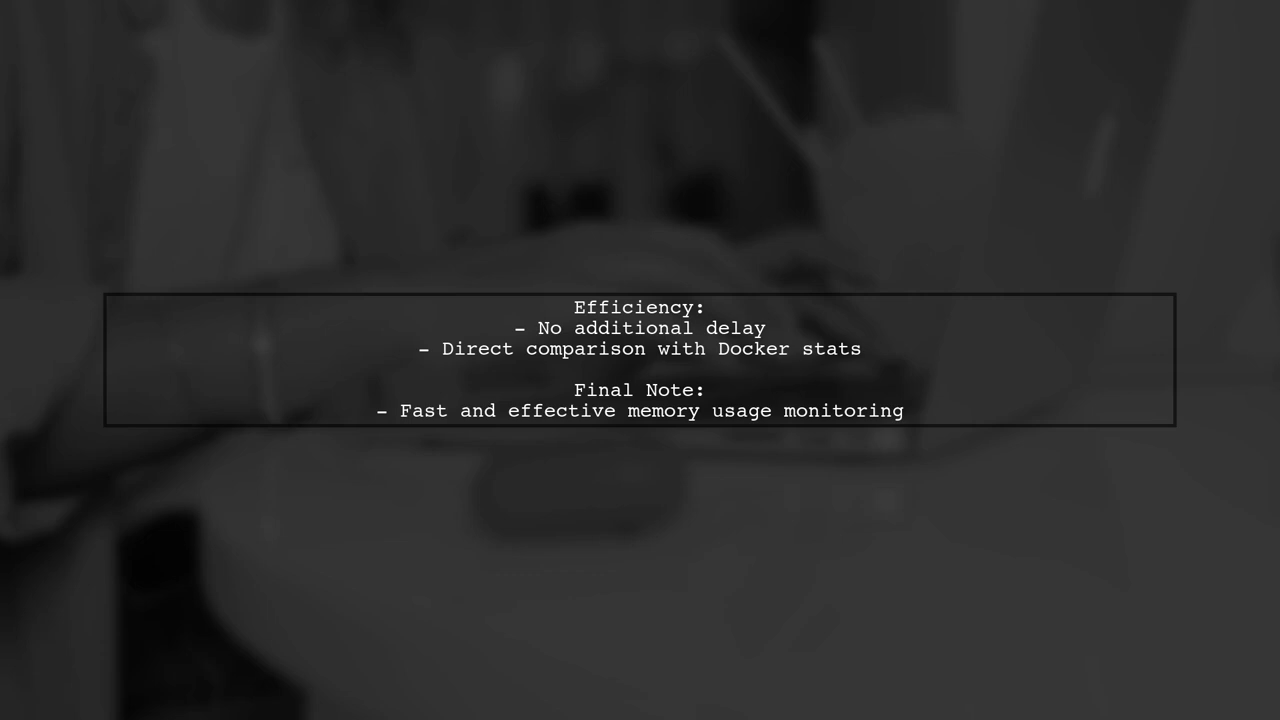 Efficiency:
- No additional delay
- Direct comparison with Docker stats
Final Note:
- Fast and effective memory usage monitoring